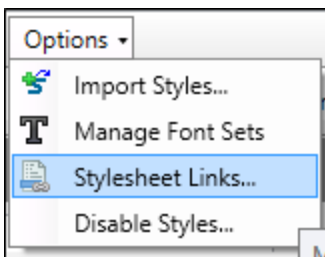 Options
Import Styles...
Manage Font Sets
Stylesheet Links...
Disable Styles...